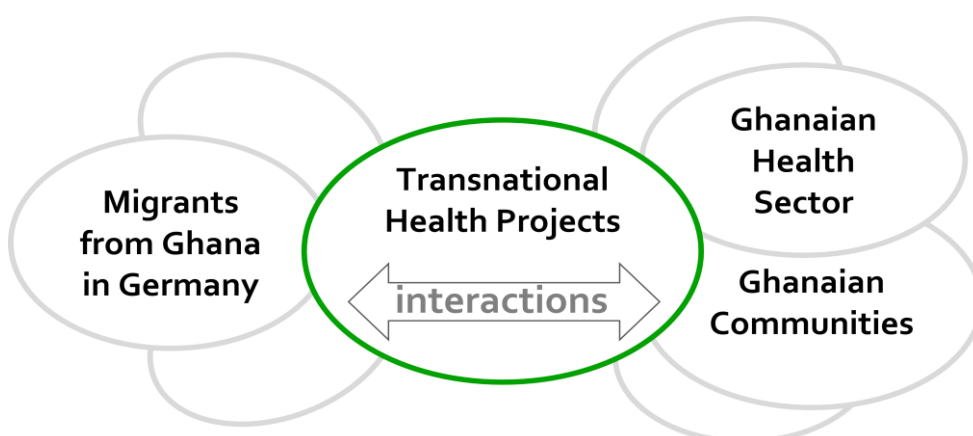 Migrants
from Ghana
in Germany
Transnational
Health Projects
interactions
Ghanaian
Health
Sector
Ghanaian
Communities